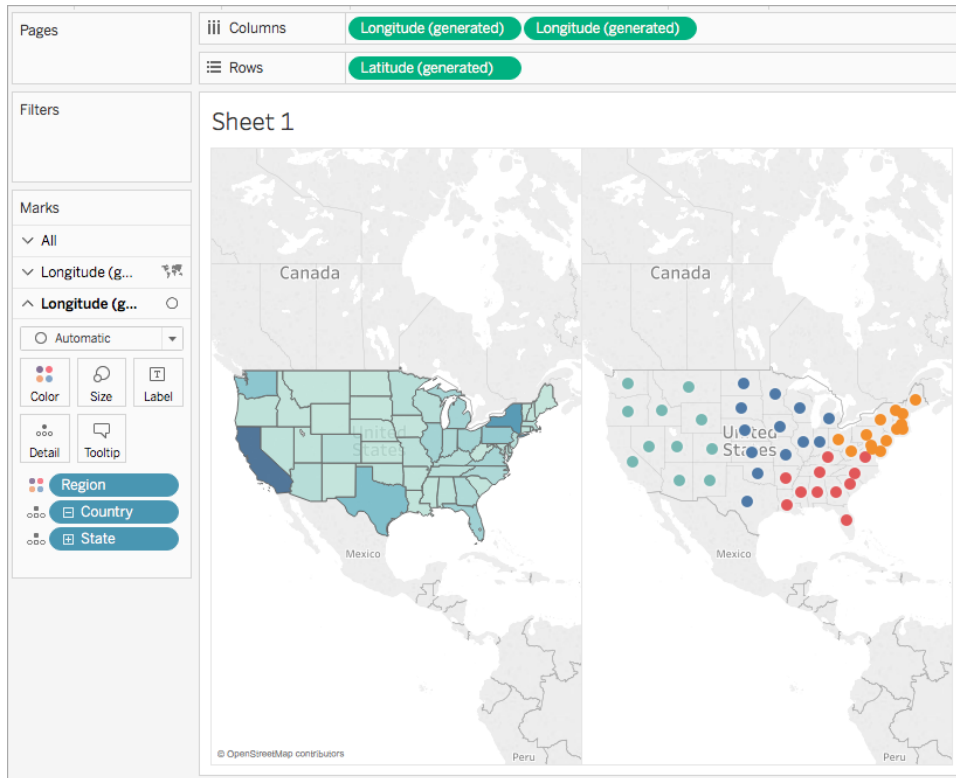 Pages
Columns
Longitude (generated)
Longitude (generated)
Rows
Latitude (generated)
Filters
Marks
All
Longitude (g...
Longitude (g...
Automatic
Color
Size
Label
Detail
Tooltip
Region
Country
State
Sheet 1
Canada
United
States
Mexico
Peru
© OpenStreetMap contributors
Canada
United
States
Mexico
Peru